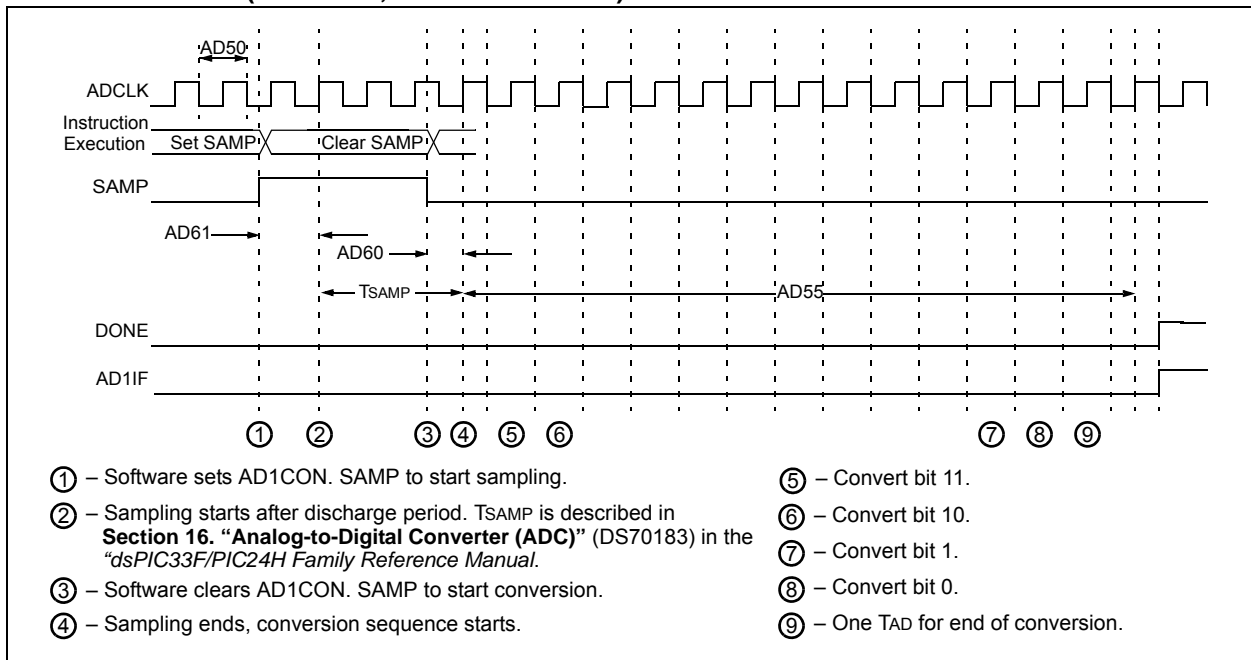 AD50
ADCLK
Instruction
Execution
Set SAMP
Clear SAMP
SAMP
AD61
AD60
TSAMP
AD55
DONE
AD1IF
1 2 3 4 5 6 7 8 9
1 – Software sets AD1CON. SAMP to start sampling.
2 – Sampling starts after discharge period. TSAMP is described in
Section 16. “Analog-to-Digital Converter (ADC)” (DS70183) in the
“dsPIC33F/PIC24H Family Reference Manual.
3 – Software clears AD1CON. SAMP to start conversion.
4 – Sampling ends, conversion sequence starts.
5 – Convert bit 11.
6 – Convert bit 10.
7 – Convert bit 1.
8 – Convert bit 0.
9 – One TAD for end of conversion.